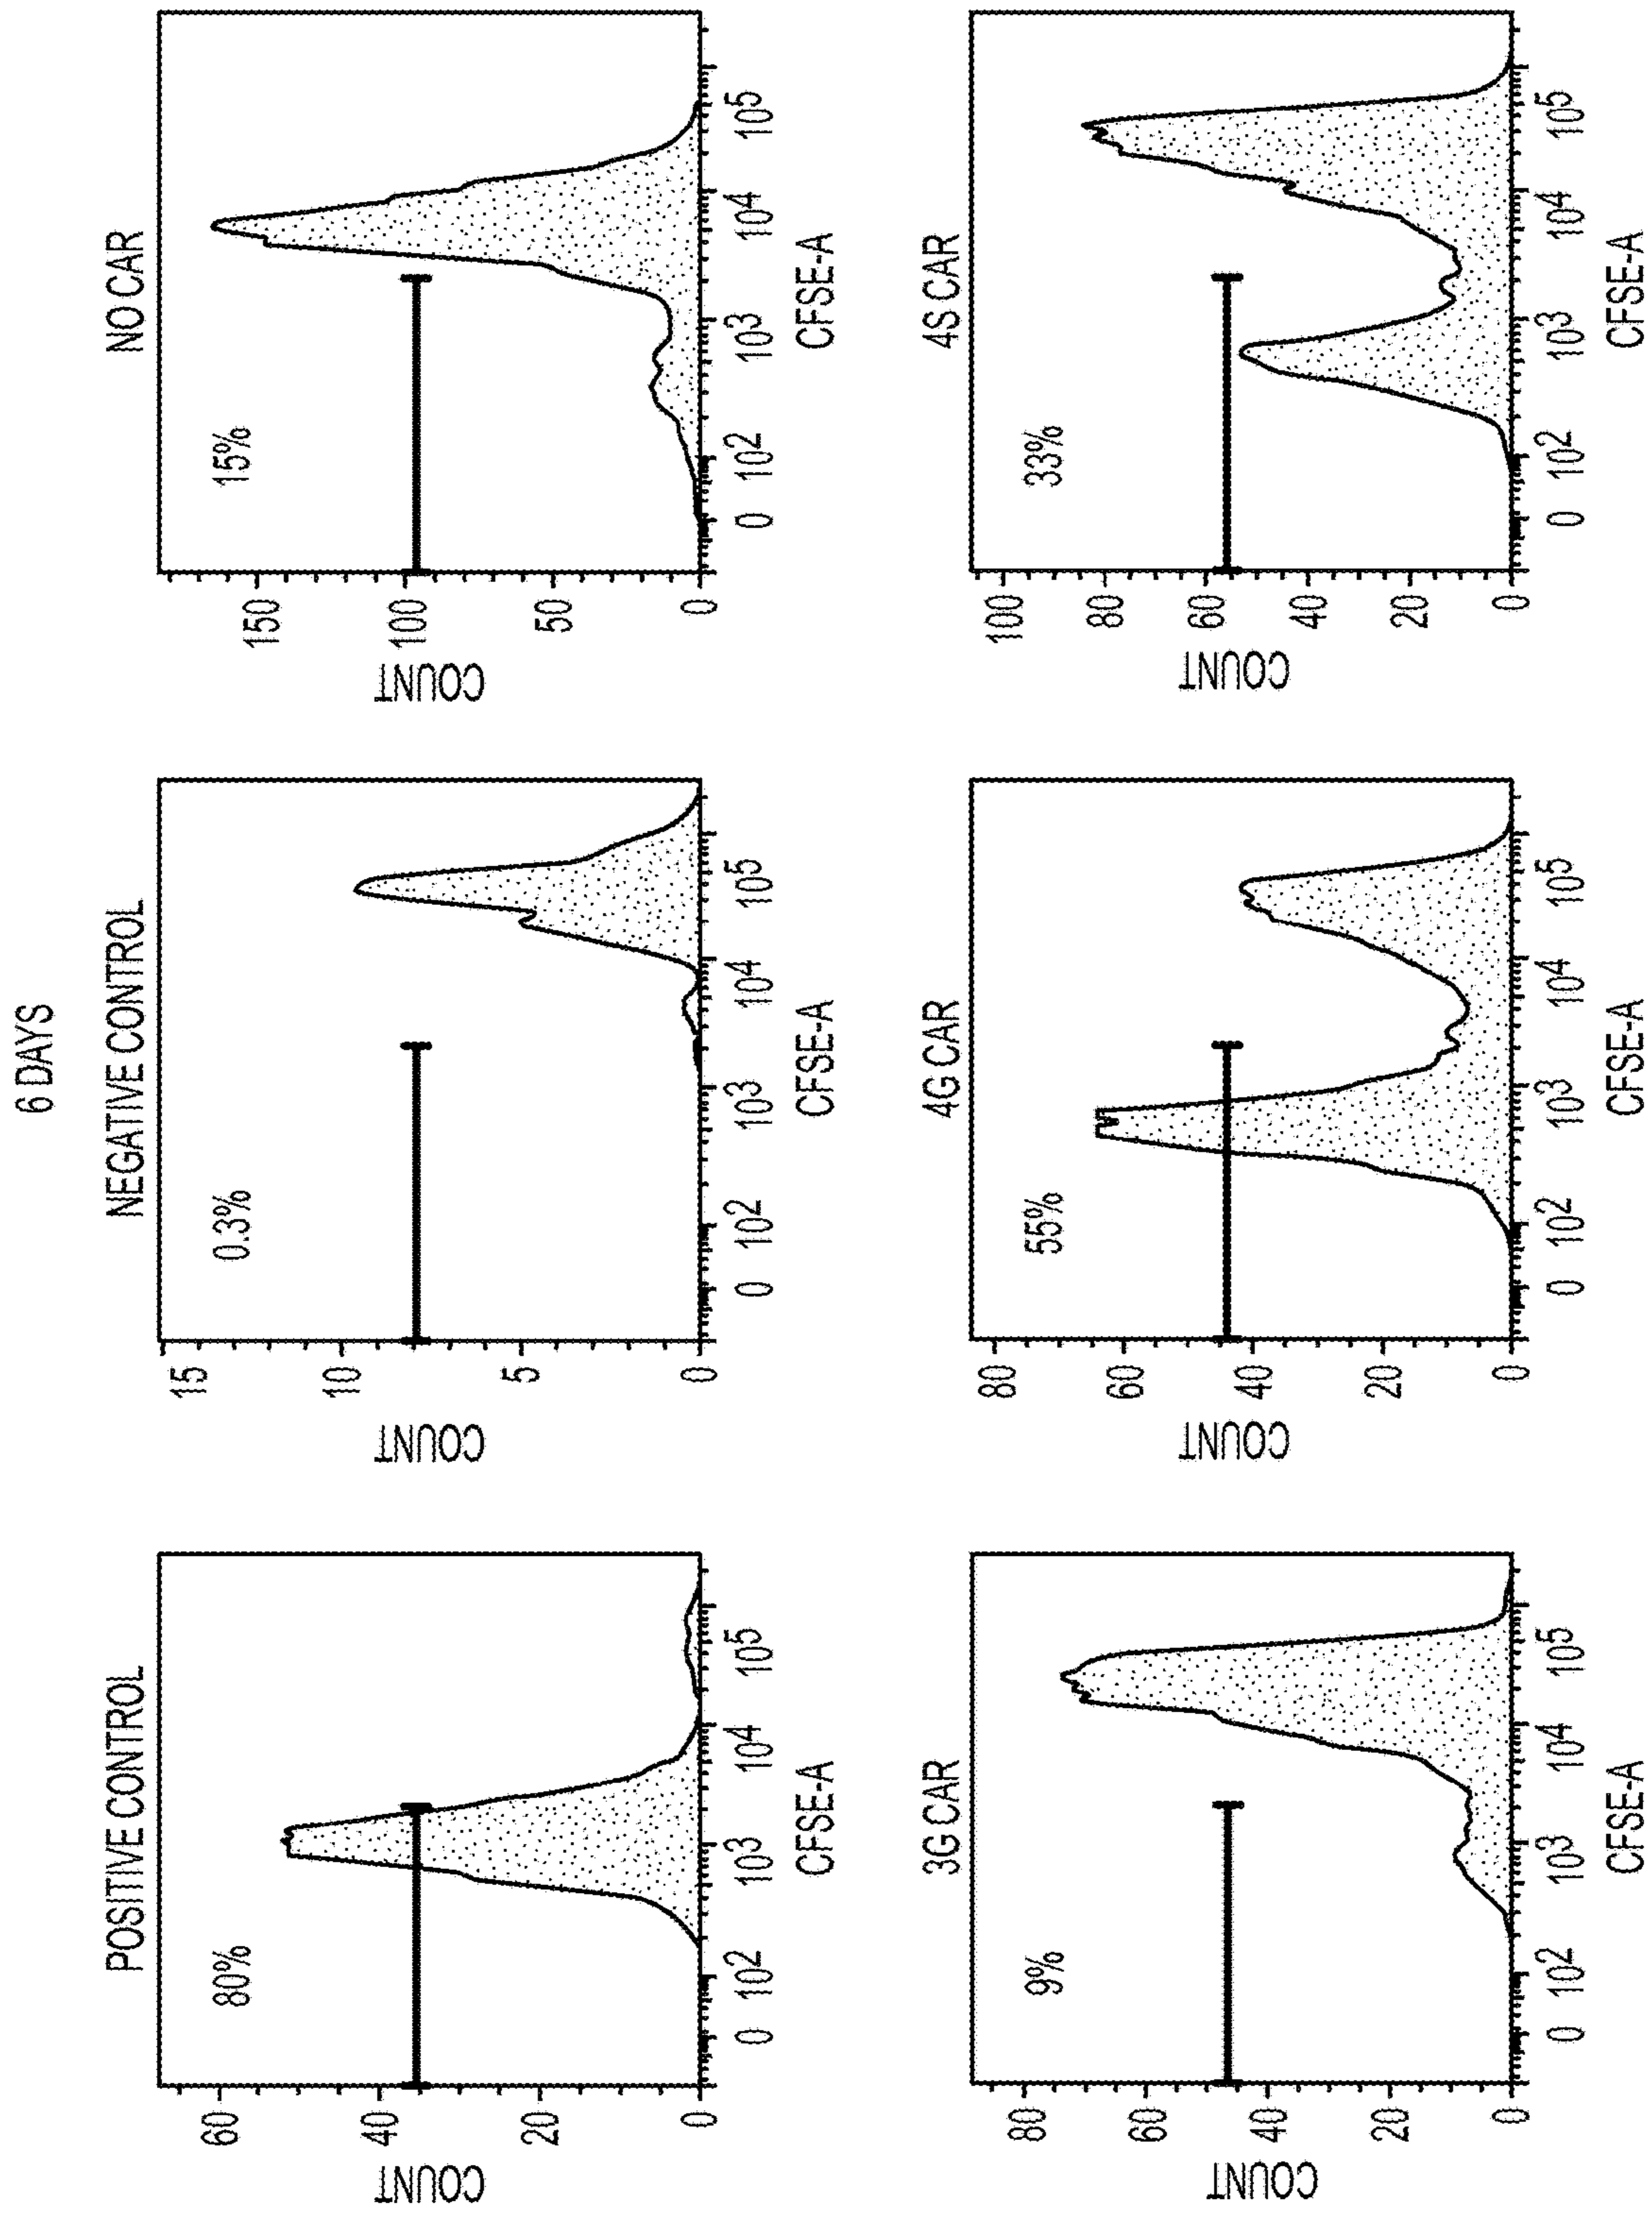 6 DAYS
POSITIVE CONTROL
80%
60
40
20
0
COUNT
0 10² 10³ 10⁴ 10⁵
CFSE-A
NEGATIVE CONTROL
0.3%
15
10
5
0
COUNT
0 10² 10³ 10⁴ 10⁵
CFSE-A
NO CAR
15%
150
100
50
0
COUNT
0 10² 10³ 10⁴ 10⁵
CFSE-A
3G CAR
9%
80
60
40
20
0
COUNT
0 10² 10³ 10⁴ 10⁵
CFSE-A
4G CAR
55%
80
60
40
20
0
COUNT
0 10² 10³ 10⁴ 10⁵
CFSE-A
4S CAR
33%
100
80
60
40
20
0
COUNT
0 10² 10³ 10⁴ 10⁵
CFSE-A